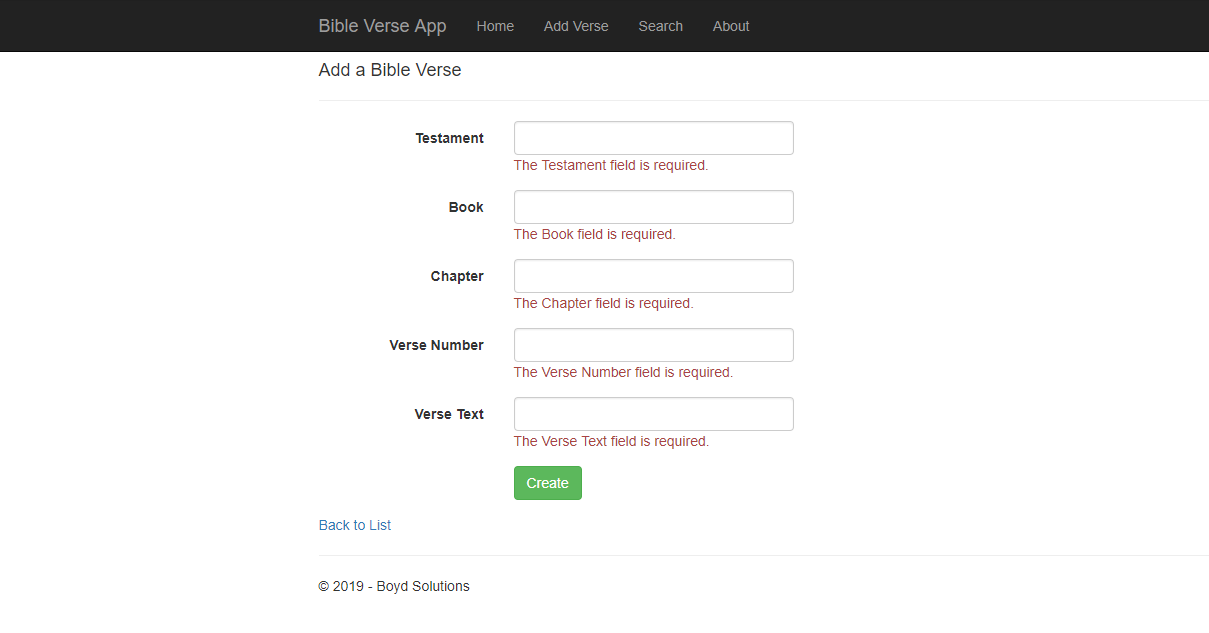 Bible Verse App Home Add Verse Search About
Add a Bible Verse
Testament
The Testament field is required.
Book
The Book field is required.
Chapter
The Chapter field is required.
Verse Number
The Verse Number field is required.
Verse Text
The Verse Text field is required.
Create
Back to List
© 2019 - Boyd Solutions